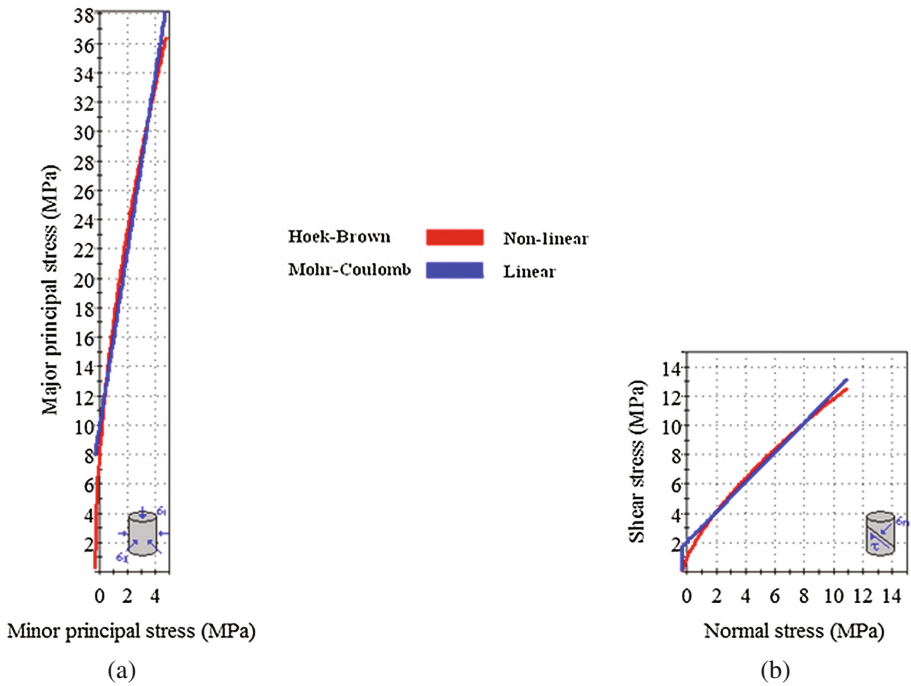 Major principal stress (MPa)
38
36
34
32
30
28
26
24
22
20
18
16
14
12
10
8
6
4
2
0 2 4
Minor principal stress (MPa)
(a)
Hoek-Brown Non-linear
Mohr-Coulomb Linear
Shear stress (MPa)
14
12
10
8
6
4
2
τ
0 2 4 6 8 10 12 14
Normal stress (MPa)
(b)